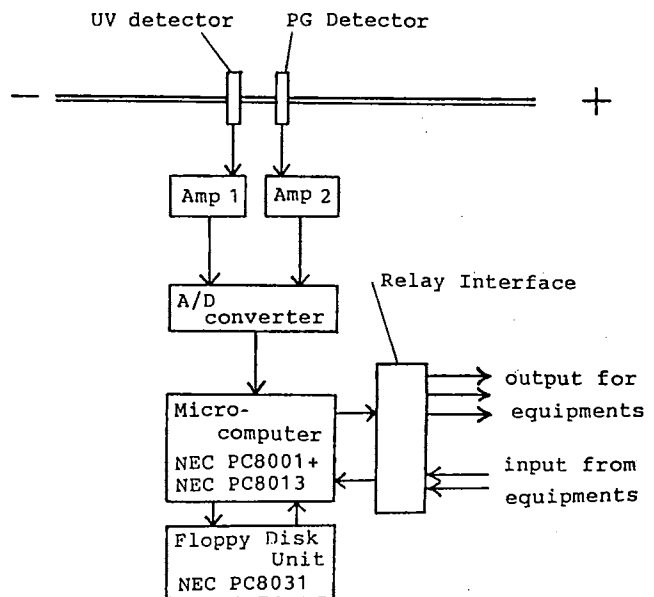 UV detector
PG Detector
— +
Amp 1
Amp 2
A/D
converter
Relay Interface
output for
equipments
Micro-
computer
NEC PC8001+
NEC PC8013
input from
equipments
Floppy Disk
Unit
NEC PC8031